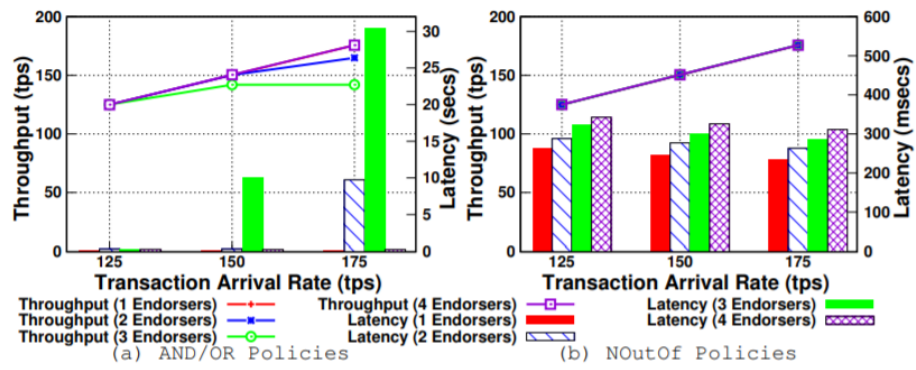 200
150
100
50
0
Throughput (tps)
30
25
20
15
10
5
0
Latency (secs)
125 150 175
Transaction Arrival Rate (tps)
200
150
100
50
0
Throughput (tps)
600
500
400
300
200
100
0
Latency (msecs)
125 150 175
Transaction Arrival Rate (tps)
Throughput (1 Endorsers)
Throughput (2 Endorsers)
Throughput (3 Endorsers)
Throughput (4 Endorsers)
Latency (1 Endorsers)
Latency (2 Endorsers)
Latency (3 Endorsers)
Latency (4 Endorsers)
(a) AND/OR Policies
(b) NOutOf Policies